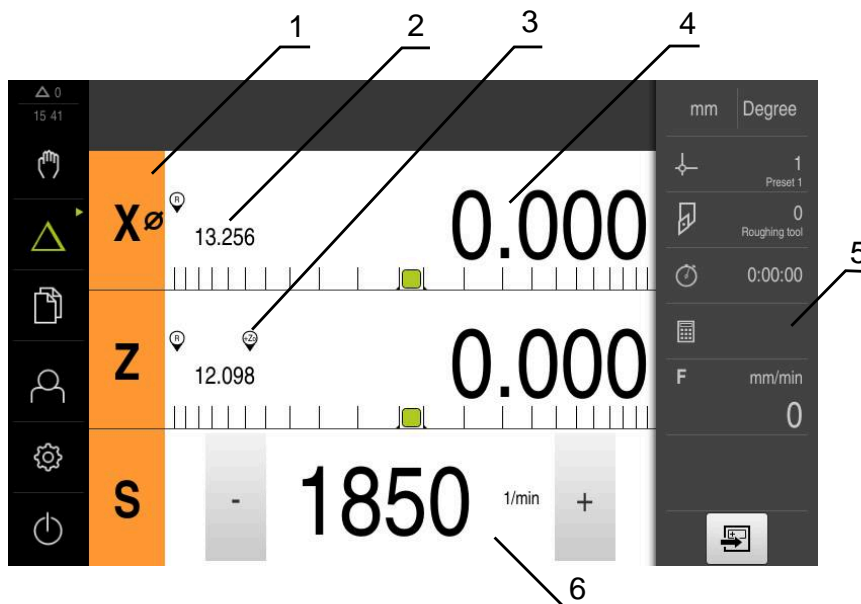 1 2 3 4
0
15 41
mm Degree
1
Preset 1
R
X⌀
13.256
0.000
0
Roughing tool
5
0:00:00
R +Z₀
Z
12.098
0.000
F mm/min
0
S - 1850 1/min +
6